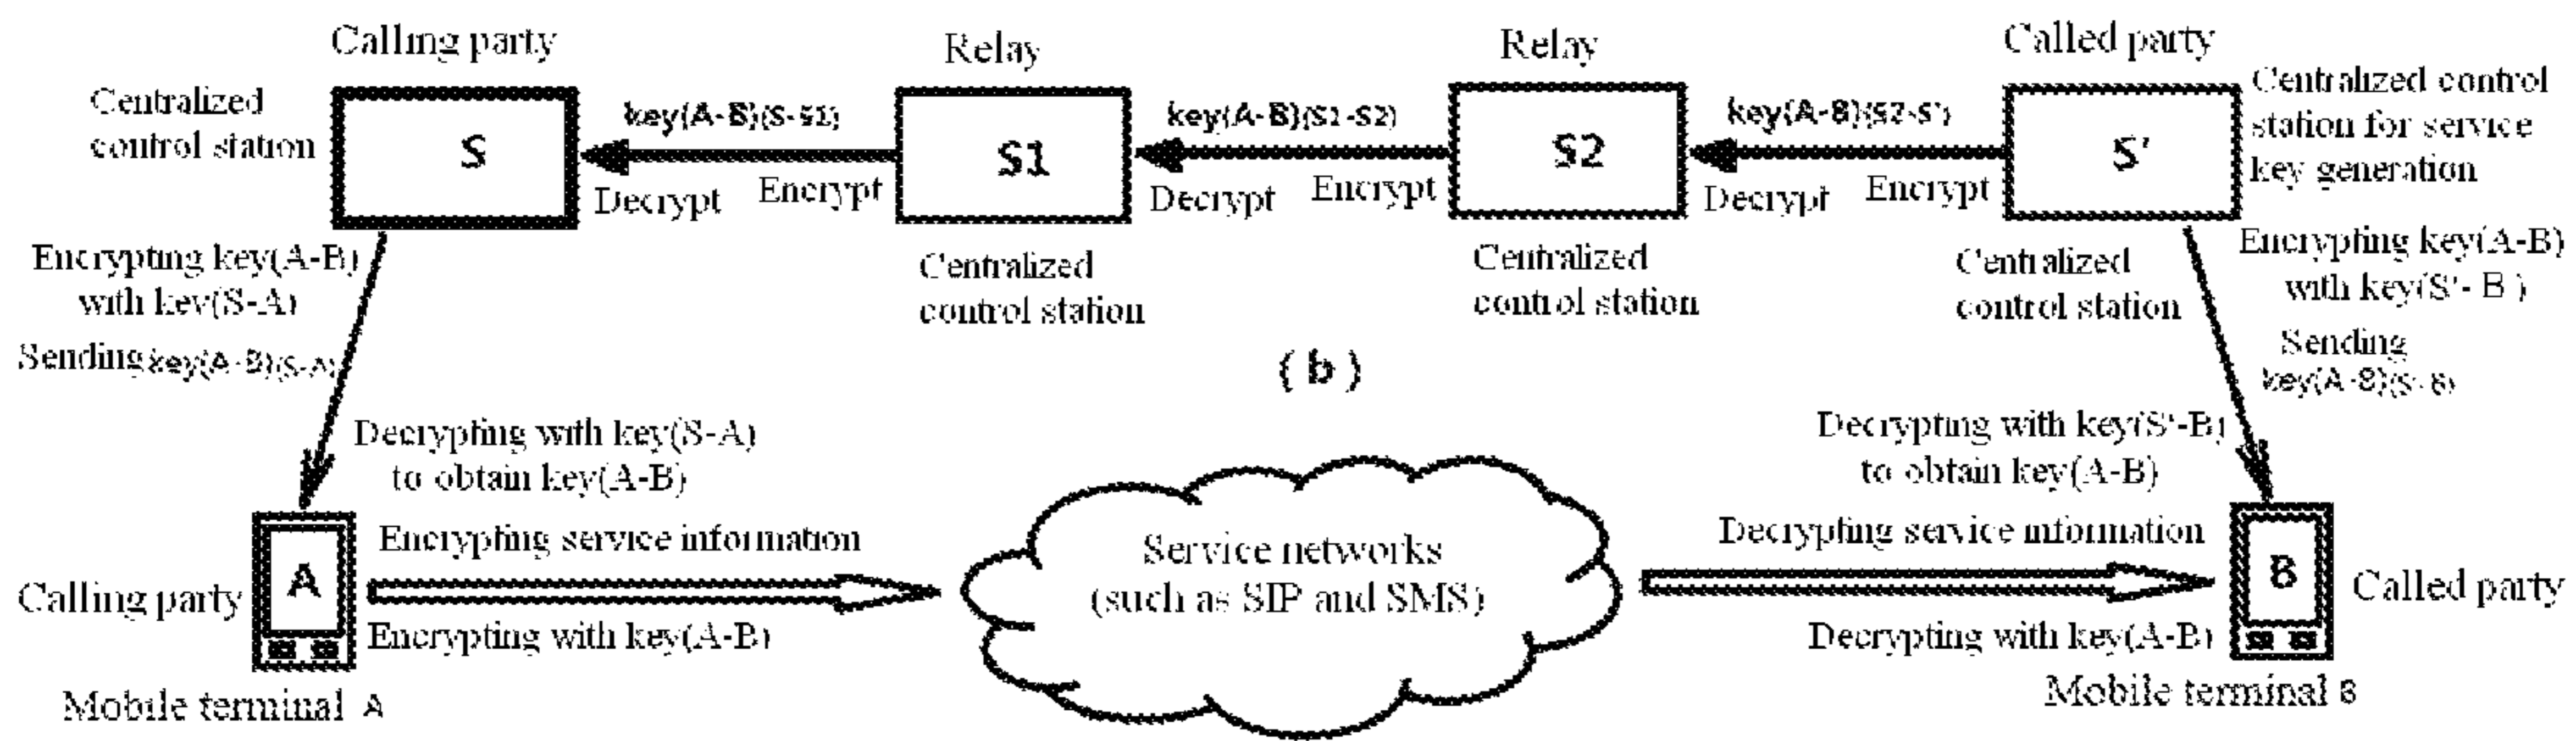 Calling party
Relay
Relay
Called party
Centralized
control station
S
key(A-B)(S-S1)
Decrypt
Encrypt
S1
key(A-B)(S1-S2)
Decrypt
Encrypt
S2
key(A-B)(S2-S')
Decrypt
Encrypt
S'
Centralized control
station for service
key generation
Encrypting key(A-B)
with key(S-A)
Sending key(A-B)(S-A)
Centralized
control station
Centralized
control station
Centralized
control station
Encrypting key(A-B)
with key(S'- B )
Sending
key(A-B)(S'-B)
( b )
Decrypting with key(S-A)
to obtain key(A-B)
Decrypting with key(S'-B)
to obtain key(A-B)
Calling party
A
Encrypting service information
Encrypting with key(A-B)
Service networks
(such as SIP and SMS)
Decrypting service information
Decrypting with key(A-B)
B
Called party
Mobile terminal A
Mobile terminal B